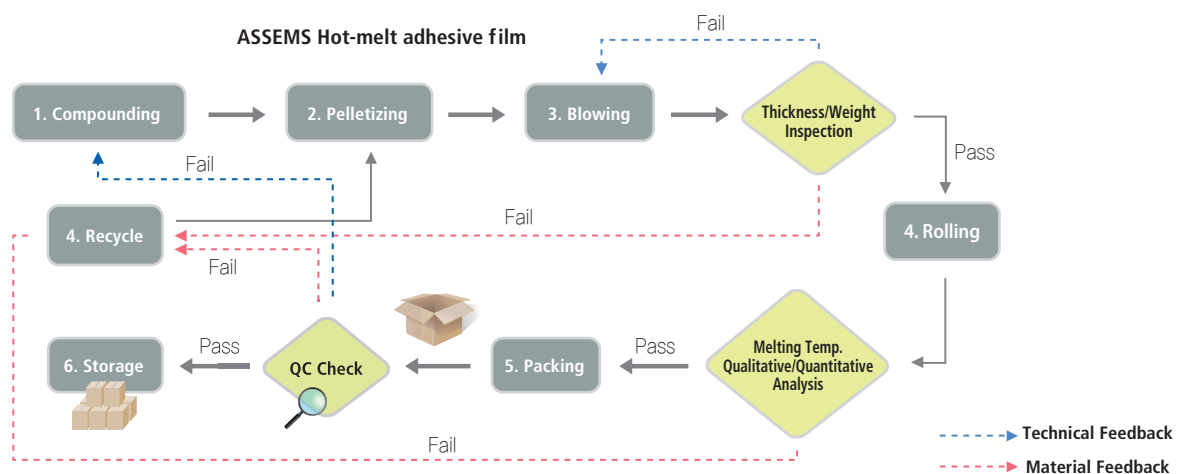 Fail
ASSEMS Hot-melt adhesive film
1. Compounding
2. Pelletizing
3. Blowing
Thickness/Weight
Inspection
Pass
Fail
4. Recycle
Fail
4. Rolling
Fail
6. Storage
Pass
QC Check
5. Packing
Pass
Melting Temp.
Qualitative/Quantitative
Analysis
Fail
Technical Feedback
Material Feedback